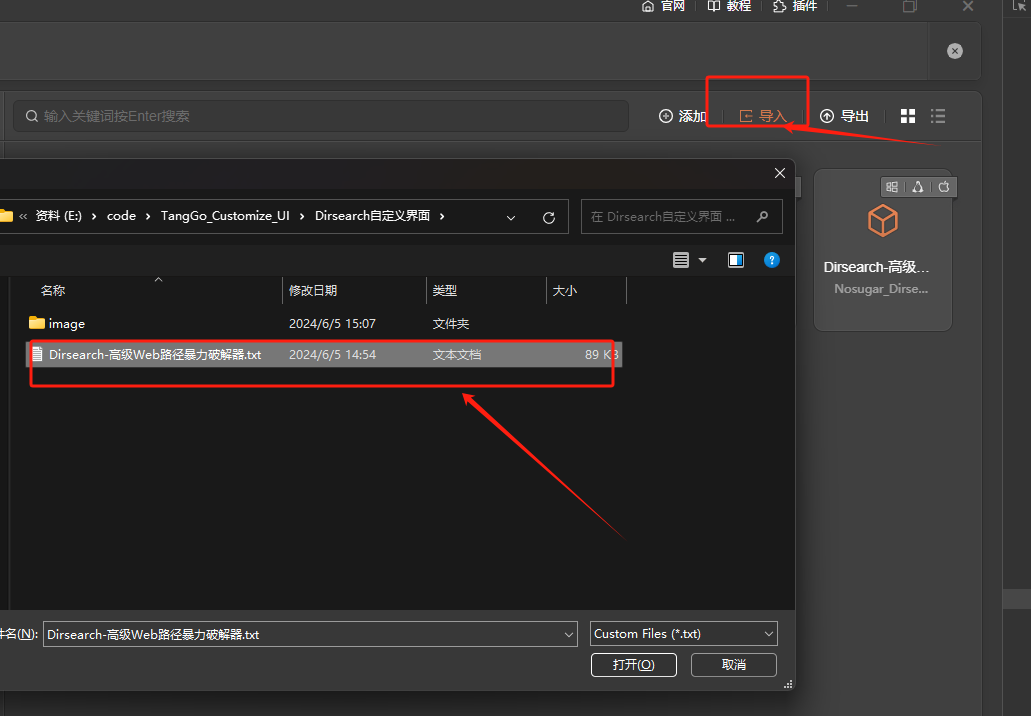 官网 教程 插件
输入关键词按Enter搜索 添加 导入 导出
« 资料 (E:) › code › TangGo_Customize_UI › Dirsearch自定义界面 ›
在 Dirsearch自定义界面 ...
名称 修改日期 类型 大小
image 2024/6/5 15:07 文件夹
Dirsearch-高级Web路径暴力破解器.txt 2024/6/5 14:54 文本文档 89 KB
Dirsearch-高级...
Nosugar_Dirse...
件名(N): Dirsearch-高级Web路径暴力破解器.txt Custom Files (*.txt)
打开(O) 取消